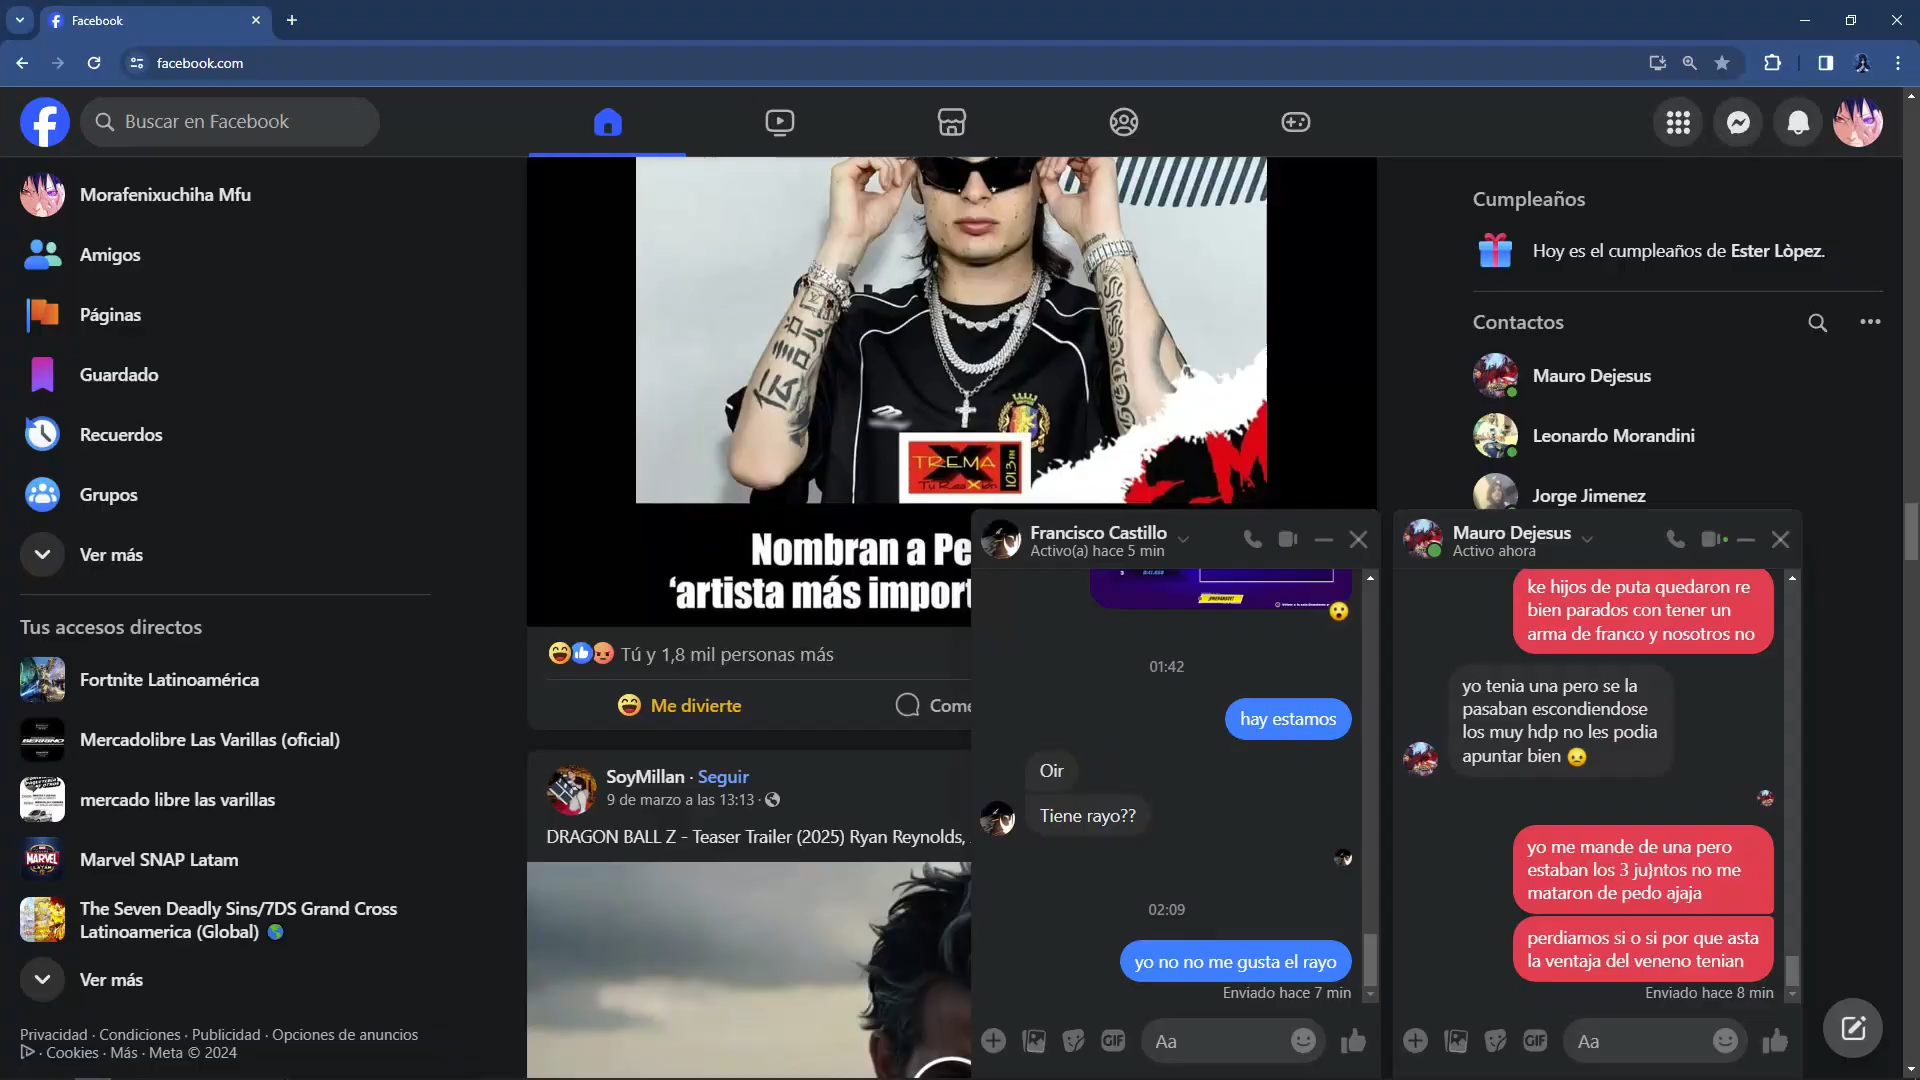 Facebook
facebook.com
Buscar en Facebook
Morafenixuchiha Mfu
Amigos
Páginas
Guardado
Recuerdos
Grupos
Ver más
Tus accesos directos
Fortnite Latinoamérica
Mercadolibre Las Varillas (oficial)
mercado libre las varillas
Marvel SNAP Latam
The Seven Deadly Sins/7DS Grand Cross
Latinoamerica (Global)
Ver más
Privacidad · Condiciones · Publicidad · Opciones de anuncios
· Cookies · Más · Meta © 2024
XTREMA
Tú ReaXión
101.3 FM
Nombran a Pe
'artista más import
Tú y 1,8 mil personas más
Me divierte
Come
SoyMillan · Seguir
9 de marzo a las 13:13 ·
DRAGON BALL Z - Teaser Trailer (2025) Ryan Reynolds,
Cumpleaños
Hoy es el cumpleaños de Ester Lòpez.
Contactos
Mauro Dejesus
Leonardo Morandini
Jorge Jimenez
Francisco Castillo
Activo(a) hace 5 min
01:42
hay estamos
Oir
Tiene rayo??
02:09
yo no no me gusta el rayo
Enviado hace 7 min
GIF
Aa
Mauro Dejesus
Activo ahora
ke hijos de puta quedaron re
bien parados con tener un
arma de franco y nosotros no
yo tenia una pero se la
pasaban escondiendose
los muy hdp no les podia
apuntar bien
yo me mande de una pero
estaban los 3 ju}ntos no me
mataron de pedo ajaja
perdiamos si o si por que asta
la ventaja del veneno tenian
Enviado hace 8 min
GIF
Aa